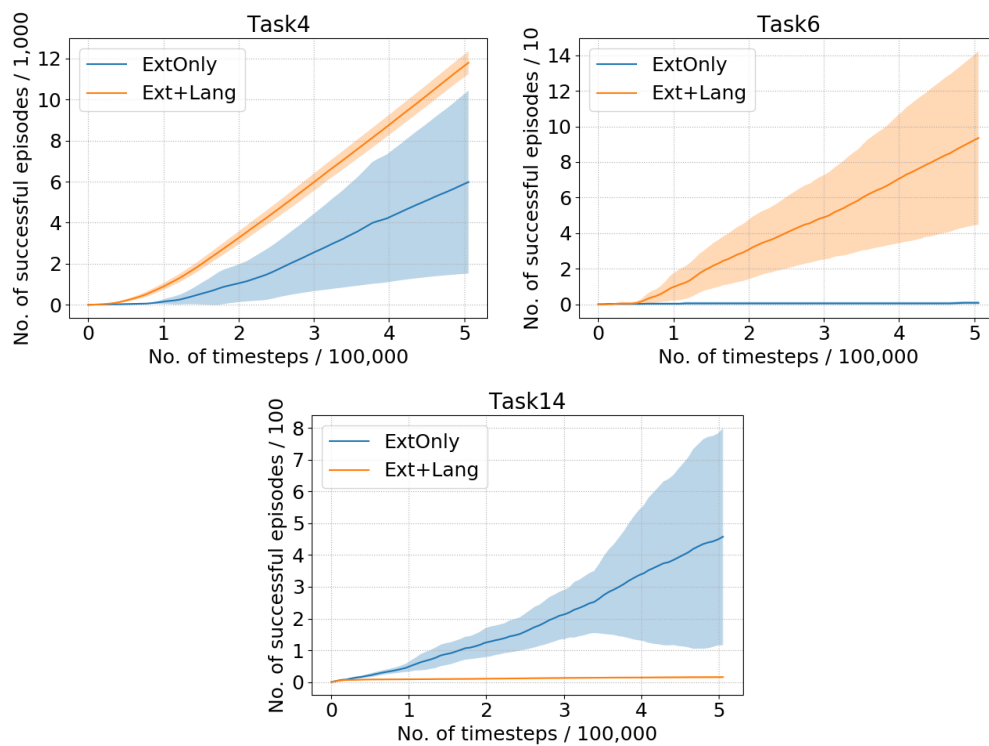 Task4
No. of successful episodes / 1,000
12
10
8
6
4
2
0
ExtOnly
Ext+Lang
0 1 2 3 4 5
No. of timesteps / 100,000
Task6
No. of successful episodes / 10
14
12
10
8
6
4
2
0
ExtOnly
Ext+Lang
0 1 2 3 4 5
No. of timesteps / 100,000
Task14
No. of successful episodes / 100
8
7
6
5
4
3
2
1
0
ExtOnly
Ext+Lang
0 1 2 3 4 5
No. of timesteps / 100,000